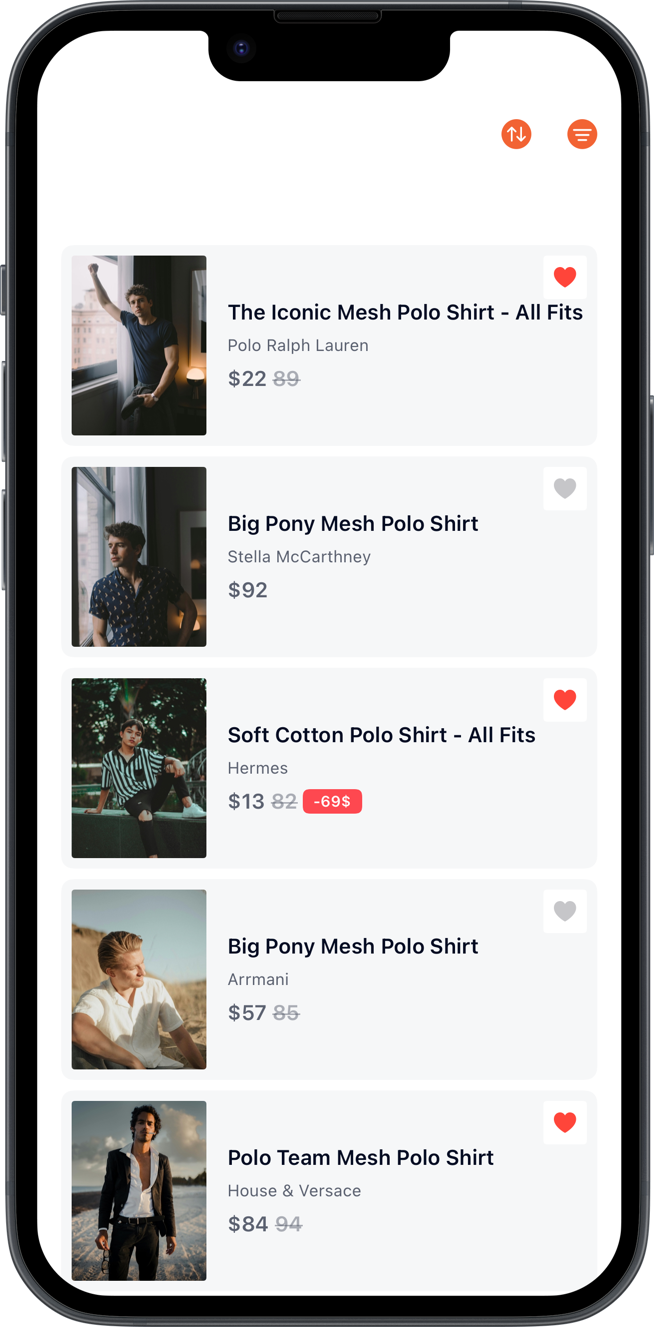 The Iconic Mesh Polo Shirt - All Fits
Polo Ralph Lauren
$22 89
Big Pony Mesh Polo Shirt
Stella McCarthney
$92
Soft Cotton Polo Shirt - All Fits
Hermes
$13 82 -69$
Big Pony Mesh Polo Shirt
Arrmani
$57 85
Polo Team Mesh Polo Shirt
House & Versace
$84 94